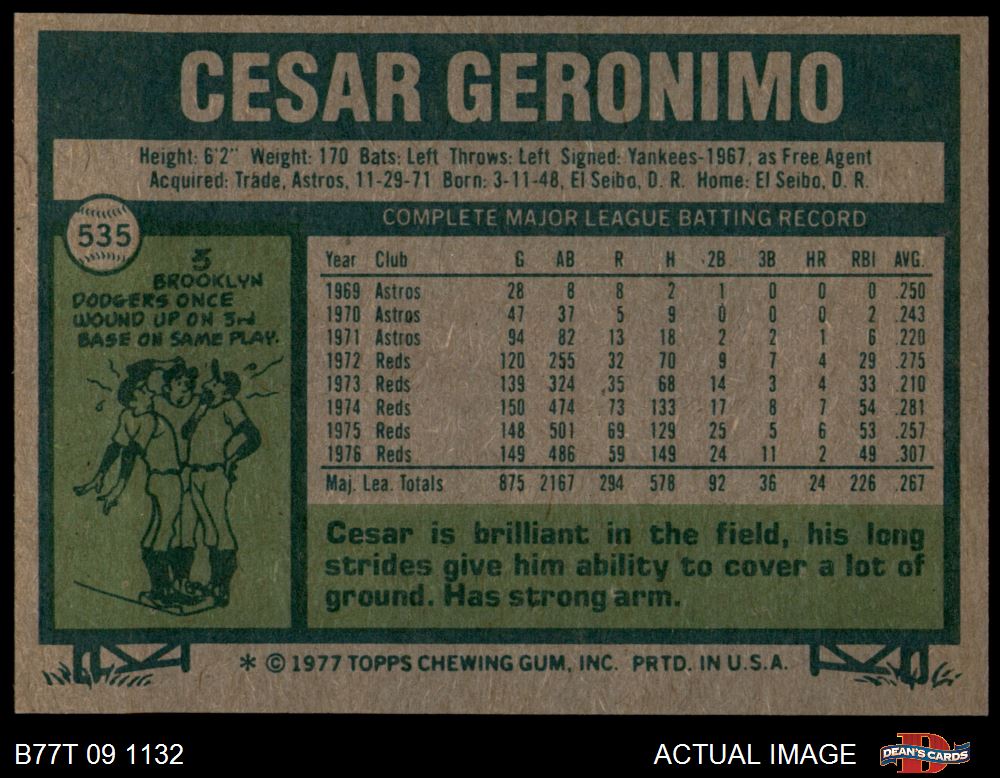 CESAR GERONIMO
Height: 6'2" Weight: 170 Bats: Left Throws: Left Signed: Yankees-1967, as Free Agent
Acquired: Trade, Astros, 11-29-71 Born: 3-11-48, El Seibo, D. R. Home: El Seibo, D. R.
535
3
BROOKLYN
DODGERS ONCE
WOUND UP ON 3rd
BASE ON SAME PLAY.
COMPLETE MAJOR LEAGUE BATTING RECORD
Year Club G AB R H 2B 3B HR RBI AVG.
1969 Astros 28 8 8 2 1 0 0 0 .250
1970 Astros 47 37 5 9 0 0 0 2 .243
1971 Astros 94 82 13 18 2 2 1 6 .220
1972 Reds 120 255 32 70 9 7 4 29 .275
1973 Reds 139 324 35 68 14 3 4 33 .210
1974 Reds 150 474 73 133 17 8 7 54 .281
1975 Reds 148 501 69 129 25 5 6 53 .257
1976 Reds 149 486 59 149 24 11 2 49 .307
Maj. Lea. Totals 875 2167 294 578 92 36 24 226 .267
Cesar is brilliant in the field, his long
strides give him ability to cover a lot of
ground. Has strong arm.
* © 1977 TOPPS CHEWING GUM, INC. PRTD. IN U.S.A.
B77T 09 1132
ACTUAL IMAGE
DEAN'S CARDS